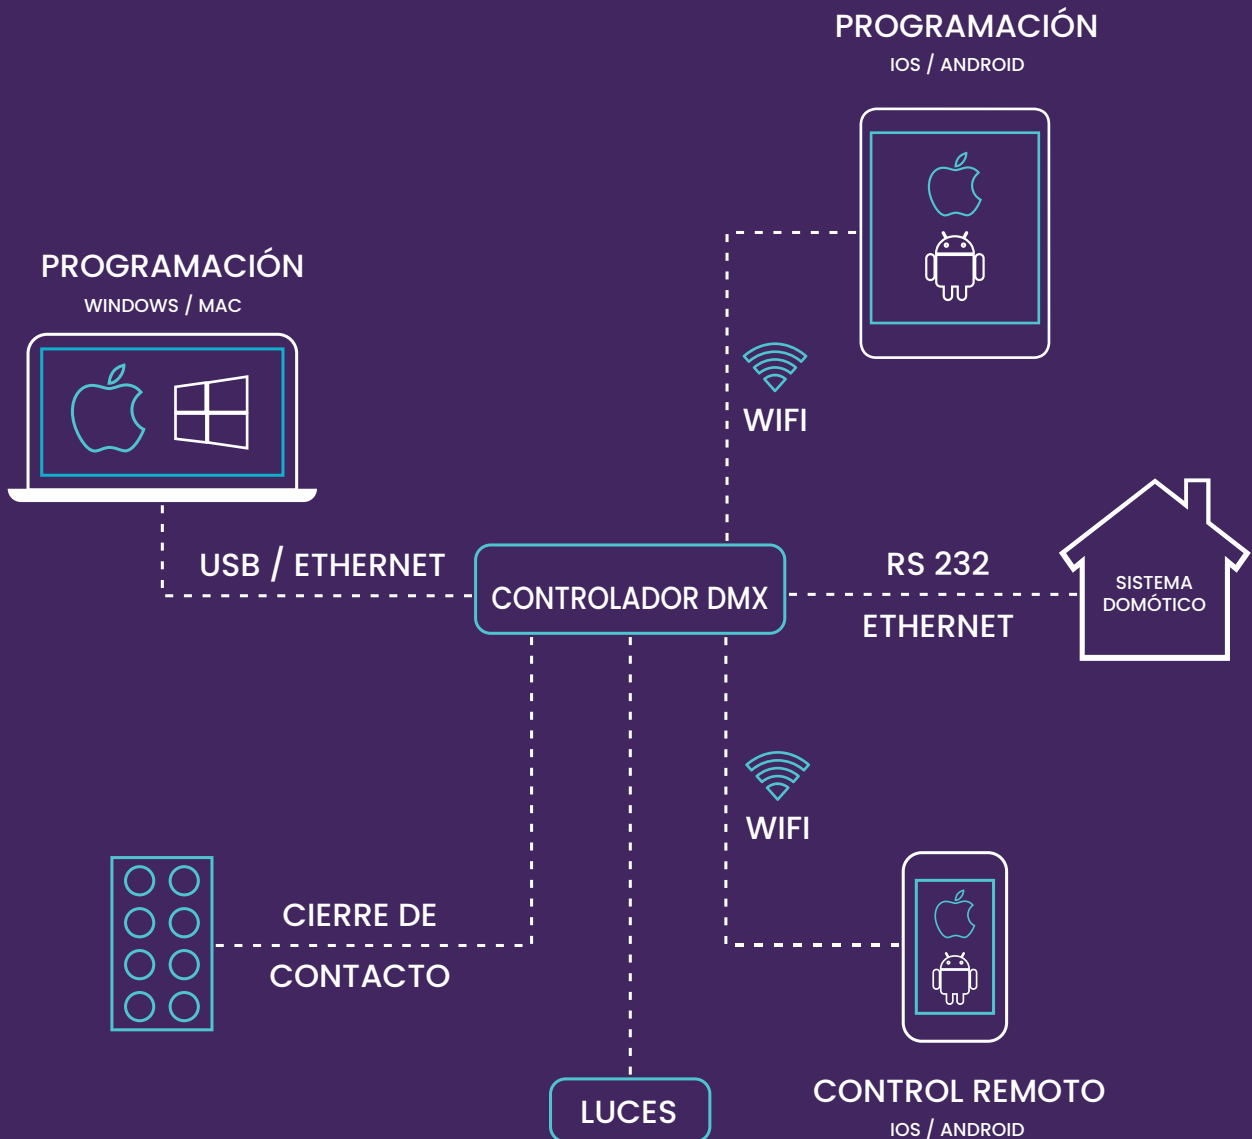 PROGRAMACIÓN
IOS / ANDROID
PROGRAMACIÓN
WINDOWS / MAC
WIFI
USB / ETHERNET
CONTROLADOR DMX
RS 232
ETHERNET
SISTEMA
DOMÓTICO
WIFI
CIERRE DE
CONTACTO
LUCES
CONTROL REMOTO
IOS / ANDROID